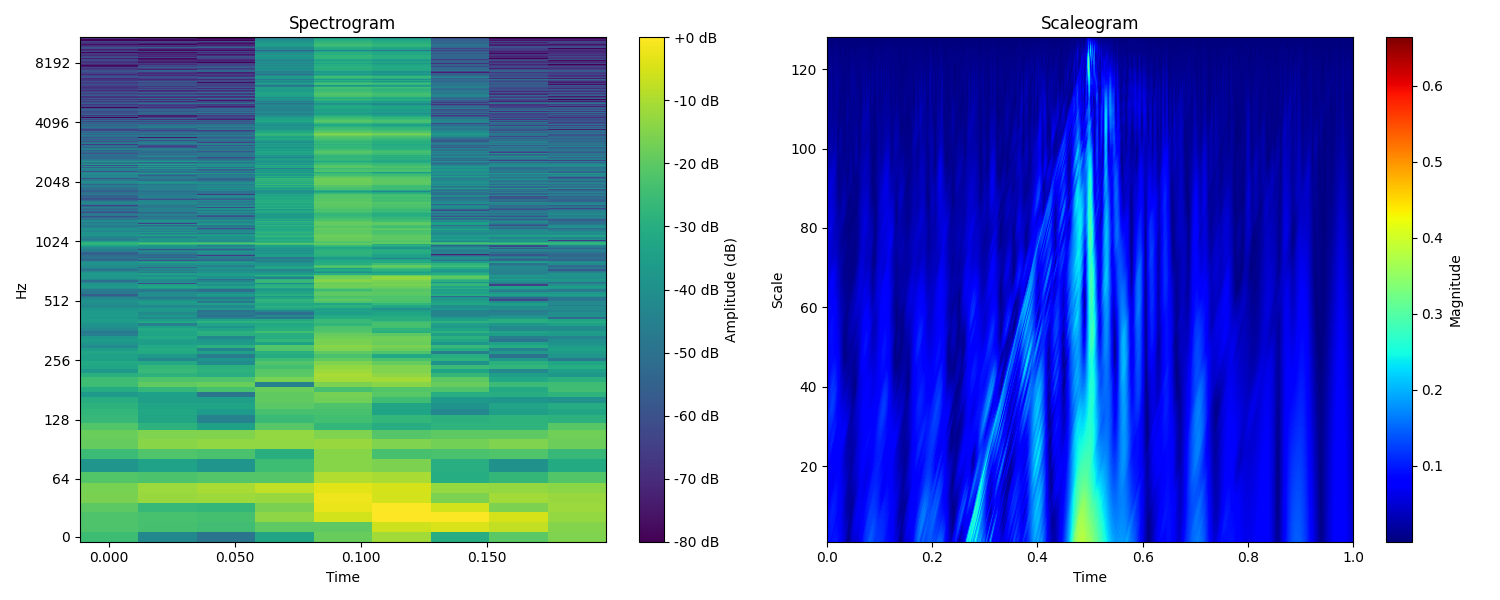 Spectrogram
Hz
8192
4096
2048
1024
512
256
128
64
0
0.000 0.050 0.100 0.150
Time
+0 dB
-10 dB
-20 dB
-30 dB
-40 dB
-50 dB
-60 dB
-70 dB
-80 dB
Amplitude (dB)
Scaleogram
Scale
120
100
80
60
40
20
0.0 0.2 0.4 0.6 0.8 1.0
Time
0.6
0.5
0.4
0.3
0.2
0.1
Magnitude